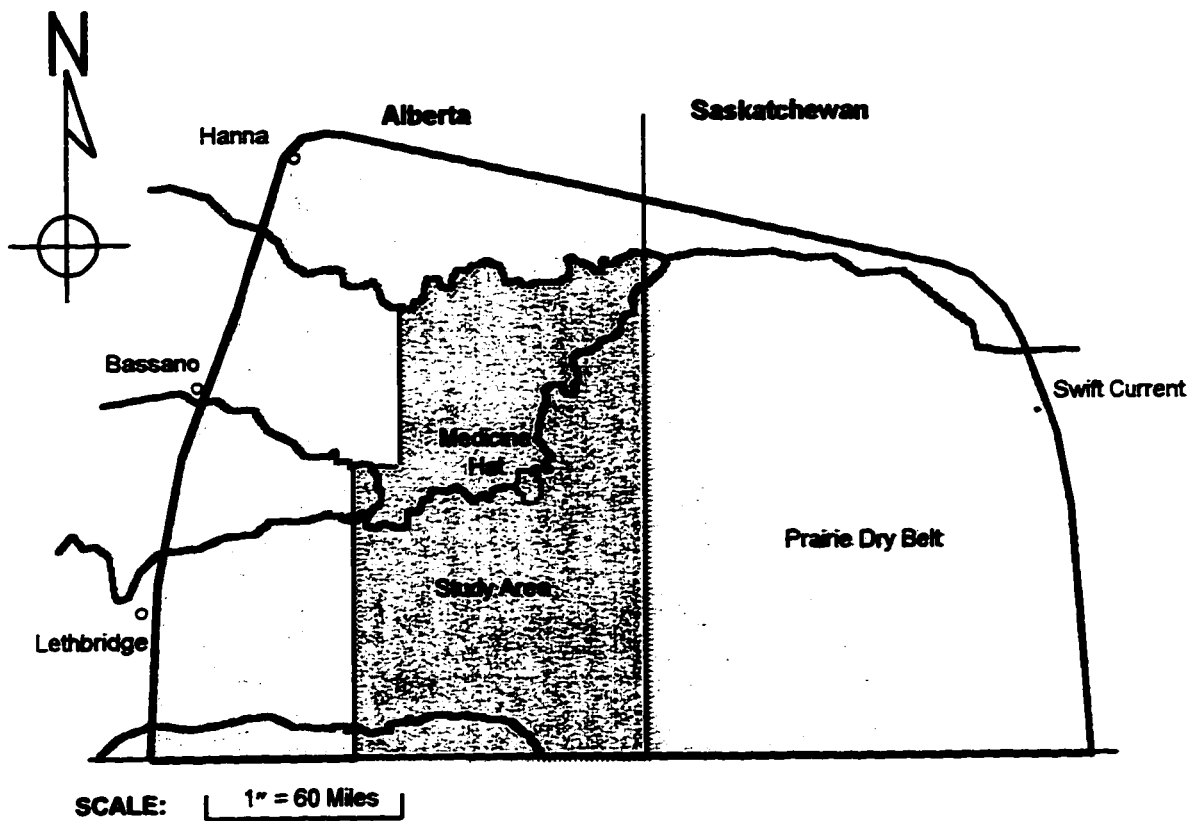 N
Alberta
Saskatchewan
Hanna
Bassano
Swift Current
Medicine
Hat
Prairie Dry Belt
Study Area
Lethbridge
SCALE: 1" = 60 Miles